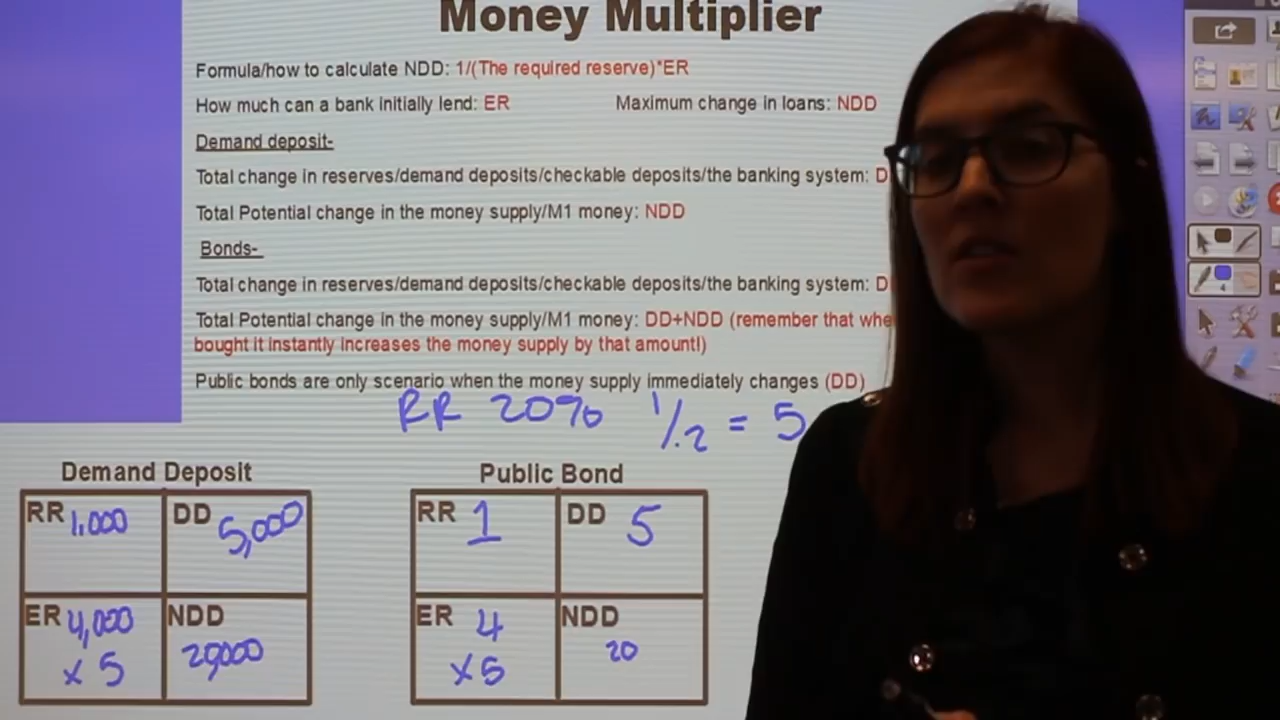 Money Multiplier
Formula/how to calculate NDD: 1/(The required reserve)*ER
How much can a bank initially lend: ER Maximum change in loans: NDD
Demand deposit-
Total change in reserves/demand deposits/checkable deposits/the banking system: D
Total Potential change in the money supply/M1 money: NDD
Bonds-
Total change in reserves/demand deposits/checkable deposits/the banking system: D
Total Potential change in the money supply/M1 money: DD+NDD (remember that whe
bought it instantly increases the money supply by that amount!)
Public bonds are only scenario when the money supply immediately changes (DD)
RR 20% 1/.2 = 5
Demand Deposit
RR 1,000 DD 5,000
ER 4,000 NDD
x 5 20,000
Public Bond
RR 1 DD 5
ER 4 NDD
x5 20
4